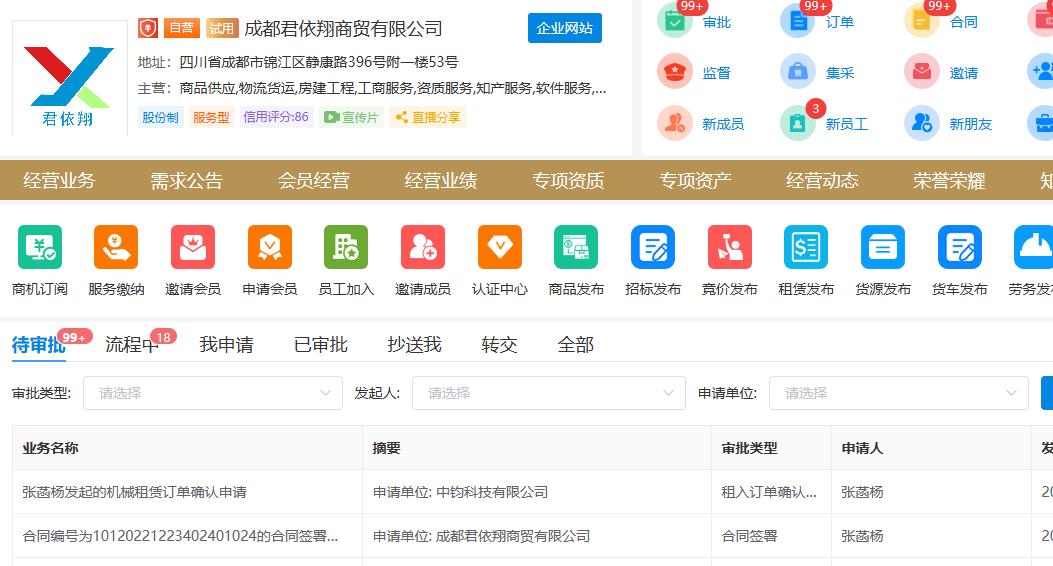 自营 试用 成都君依翔商贸有限公司 企业网站
地址: 四川省成都市锦江区静康路396号附一楼53号
主营: 商品供应,物流货运,房建工程,工商服务,资质服务,知产服务,软件服务,...
君依翔
股份制 服务型 信用评分:86 宣传片 直播分享
99+ 审批 99+ 订单 99+ 合同
监督 集采 邀请
新成员 3 新员工 新朋友
经营业务 需求公告 会员经营 经营业绩 专项资质 专项资产 经营动态 荣誉荣耀
商机订阅 服务缴纳 邀请会员 申请会员 员工加入 邀请成员 认证中心 商品发布 招标发布 竞价发布 租赁发布 货源发布 货车发布 劳务发
待审批 99+ 流程中 18 我申请 已审批 抄送我 转交 全部
审批类型: 请选择 发起人: 请选择 申请单位: 请选择
业务名称 摘要 审批类型 申请人
张菡杨发起的机械租赁订单确认申请 申请单位: 中钧科技有限公司 租入订单确认... 张菡杨
合同编号为10120221223402401024的合同签署... 申请单位: 成都君依翔商贸有限公司 合同签署 张菡杨